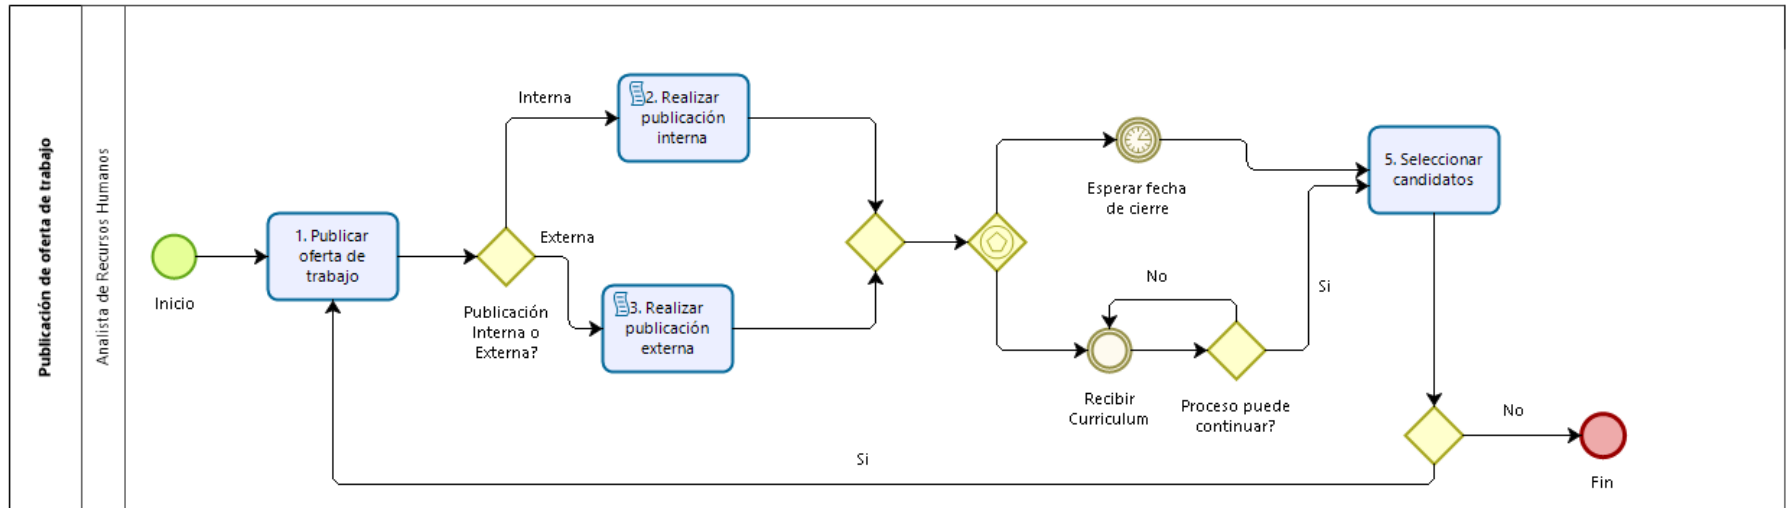 Publicación de oferta de trabajo
Analista de Recursos Humanos
Inicio
1. Publicar
oferta de
trabajo
Publicación
Interna o
Externa?
Interna
Externa
2. Realizar
publicación
interna
3. Realizar
publicación
externa
Esperar fecha
de cierre
Recibir
Curriculum
No
Proceso puede
continuar?
Si
5. Seleccionar
candidatos
No
Si
Fin